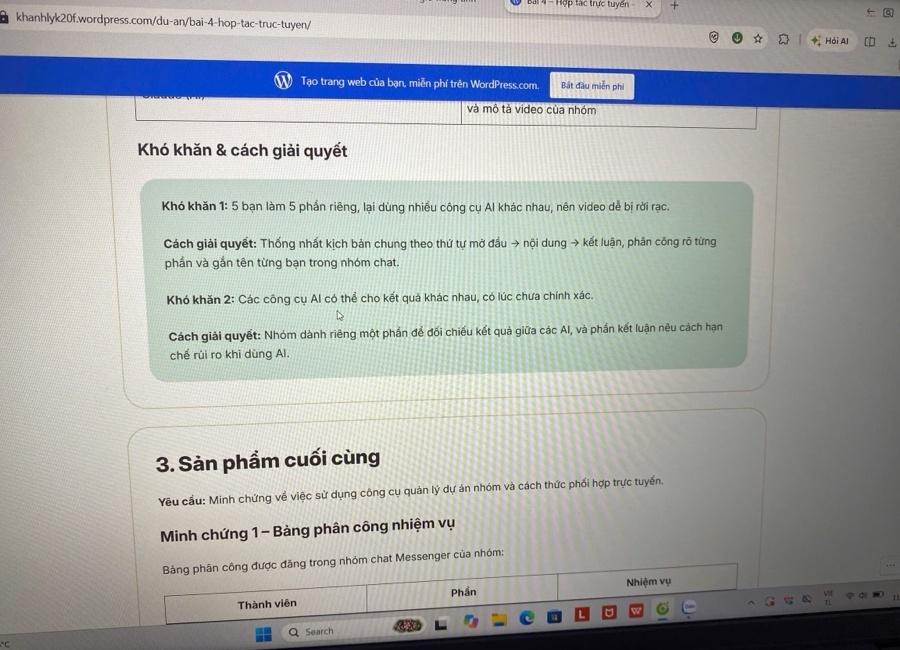 Bài 4 – Hợp tác trực tuyến
khanhlyk20f.wordpress.com/du-an/bai-4-hop-tac-truc-tuyen/
Hỏi AI
Tạo trang web của bạn, miễn phí trên WordPress.com.
Bắt đầu miễn phí
và mô tả video của nhóm
Khó khăn & cách giải quyết
Khó khăn 1: 5 bạn làm 5 phần riêng, lại dùng nhiều công cụ AI khác nhau, nên video dễ bị rời rạc.
Cách giải quyết: Thống nhất kịch bản chung theo thứ tự mở đầu → nội dung → kết luận, phân công rõ từng
phần và gắn tên từng bạn trong nhóm chat.
Khó khăn 2: Các công cụ AI có thể cho kết quả khác nhau, có lúc chưa chính xác.
Cách giải quyết: Nhóm dành riêng một phần để đối chiếu kết quả giữa các AI, và phần kết luận nêu cách hạn
chế rủi ro khi dùng AI.
3. Sản phẩm cuối cùng
Yêu cầu: Minh chứng về việc sử dụng công cụ quản lý dự án nhóm và cách thức phối hợp trực tuyến.
Minh chứng 1 – Bảng phân công nhiệm vụ
Bảng phân công được đăng trong nhóm chat Messenger của nhóm:
Thành viên
Phần
Nhiệm vụ
Search
VIE